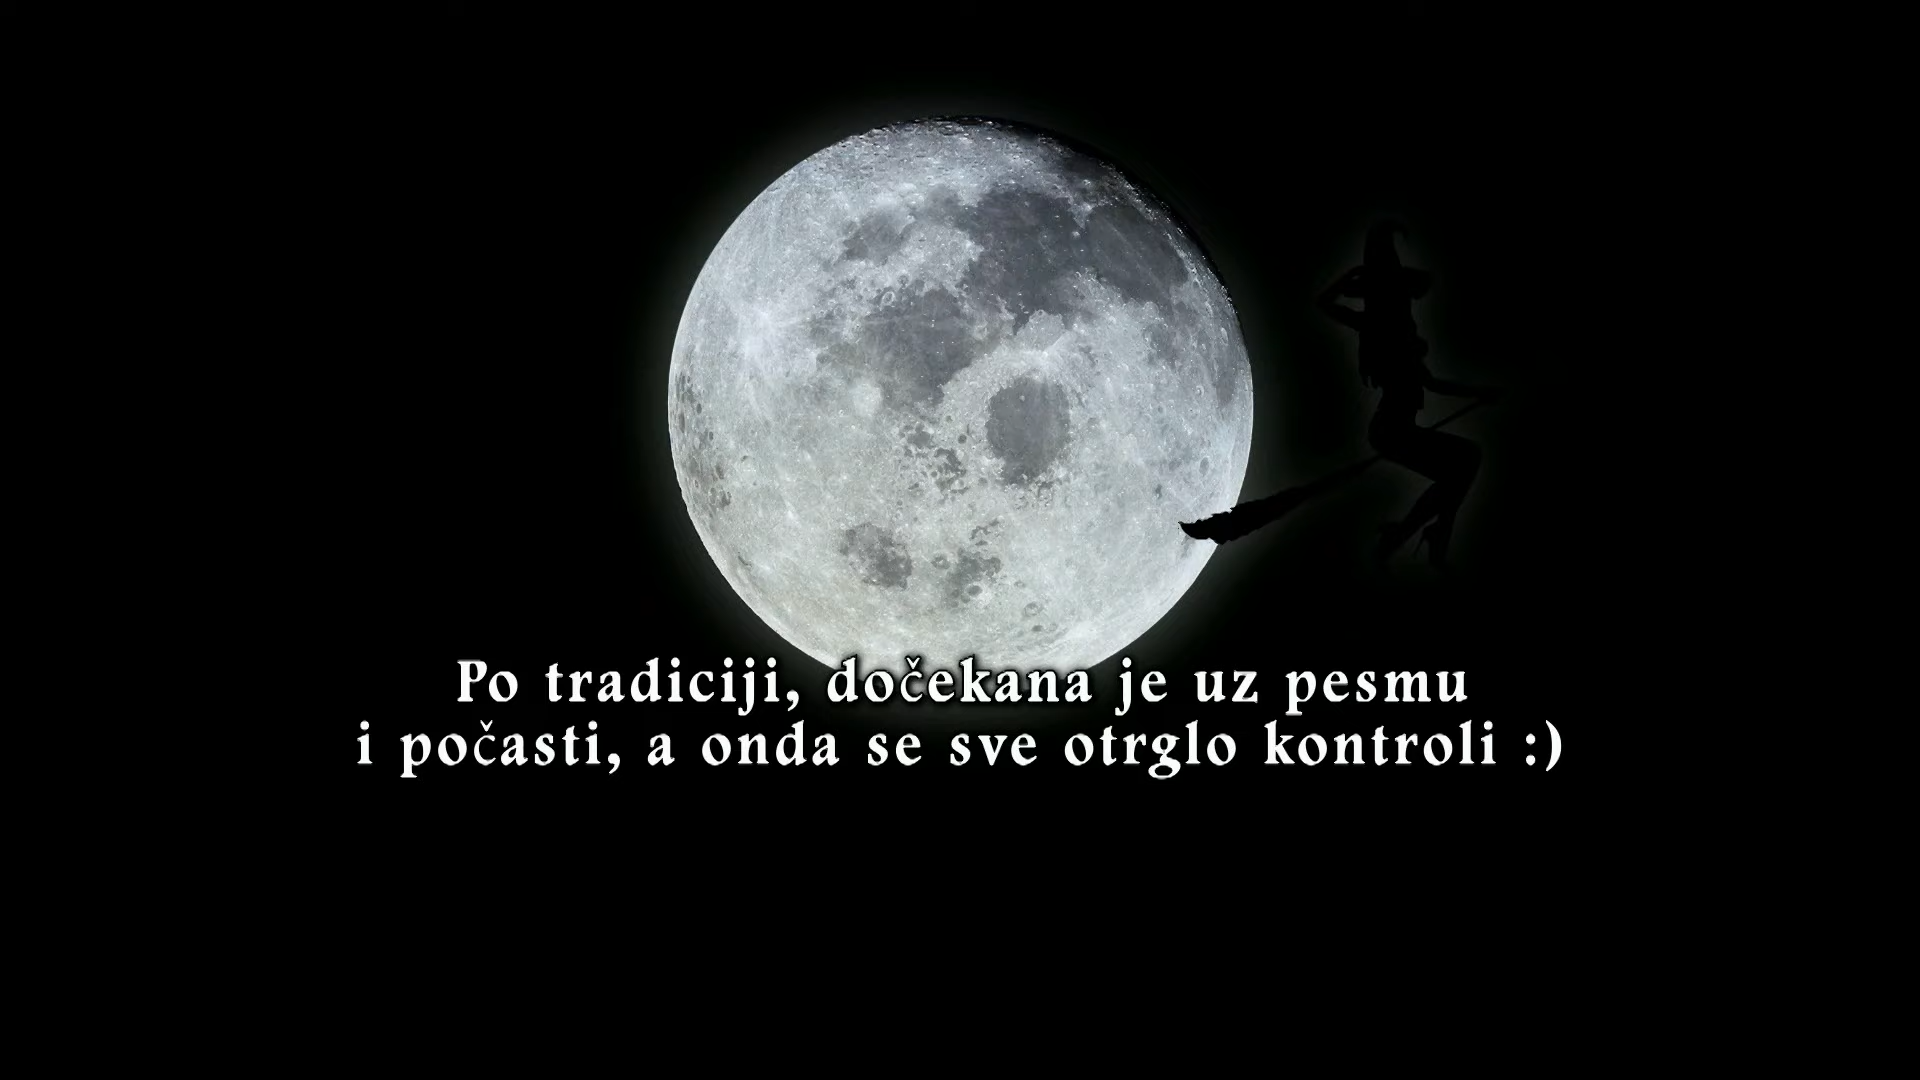 Po tradiciji, dočekana je uz pesmu
i počasti, a onda se sve otrglo kontroli :)